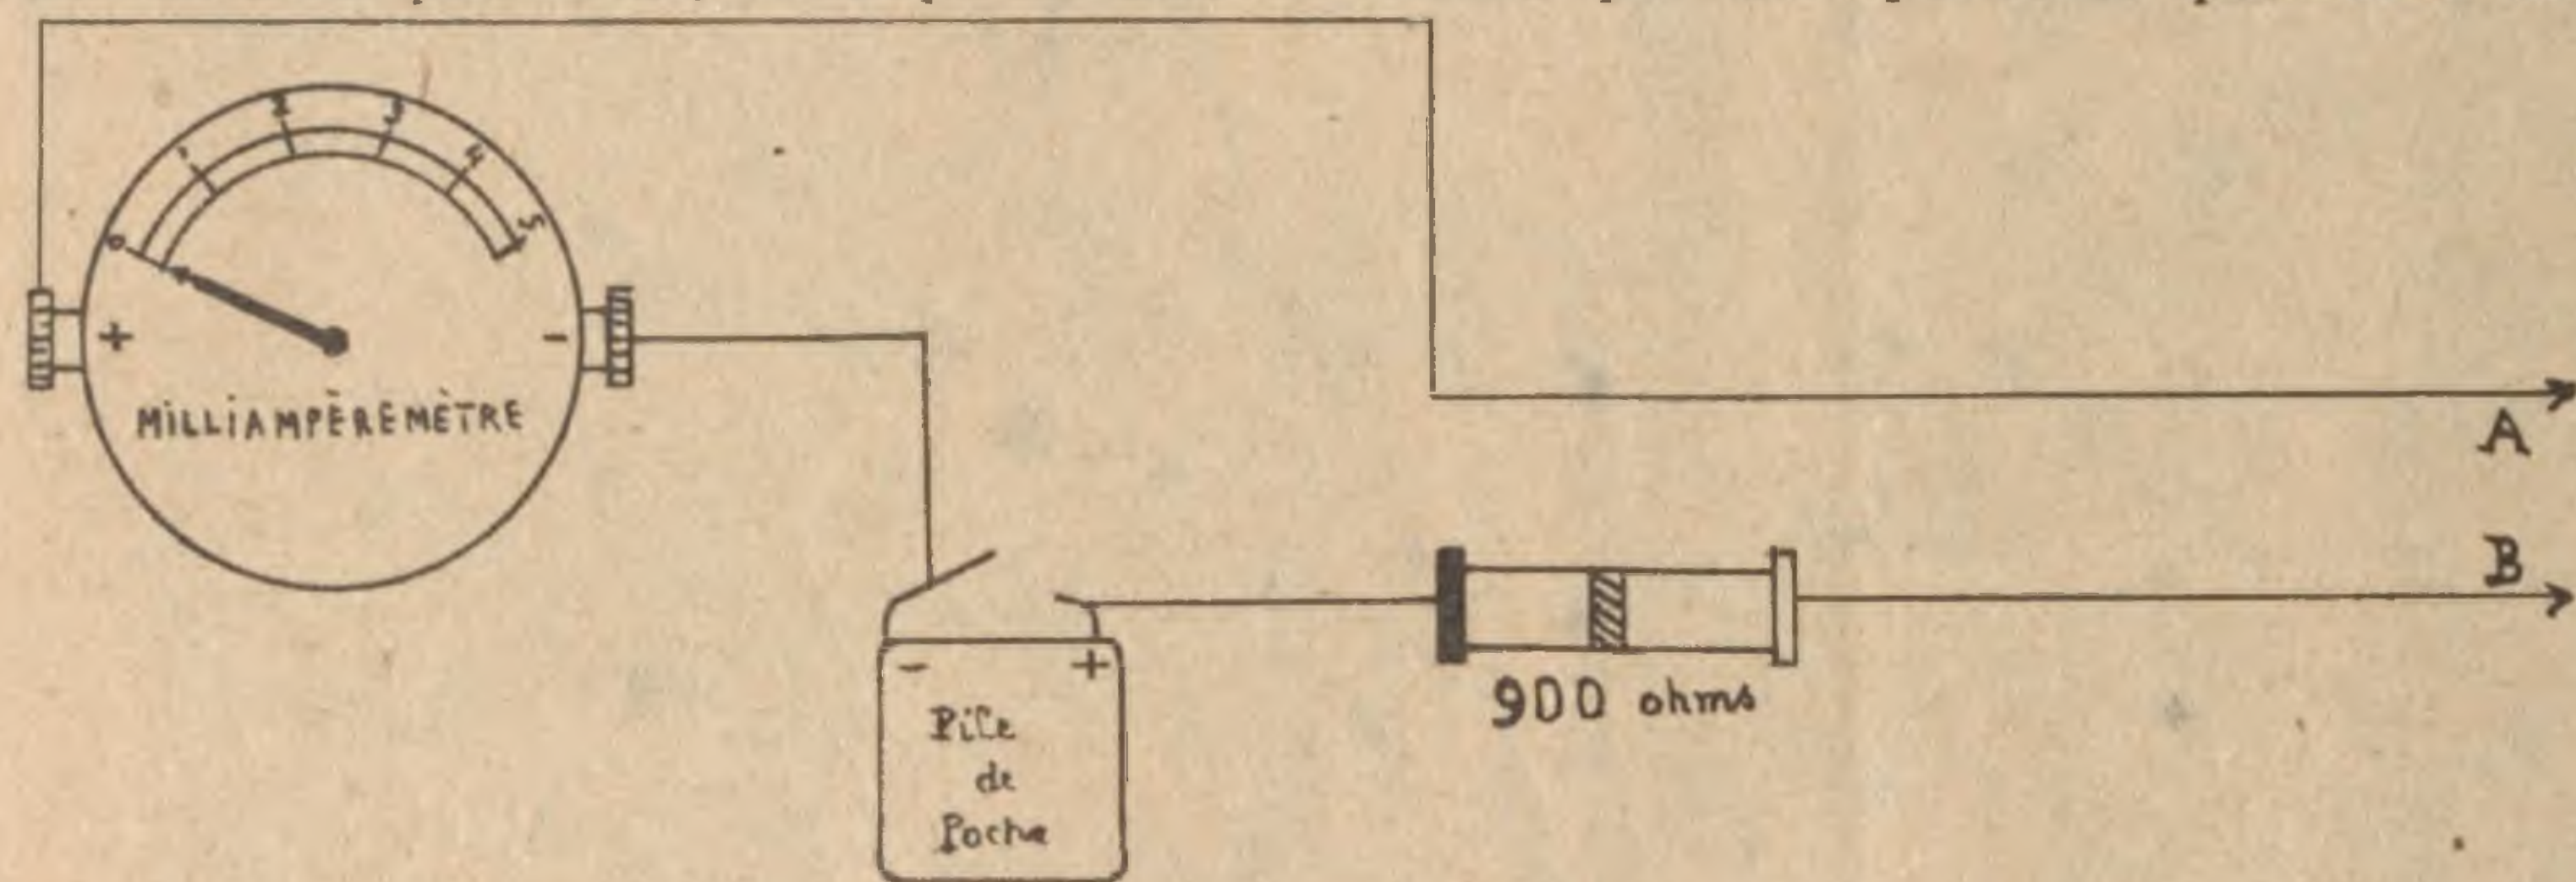 0 1 2 3 4 5
+ -
MILLIAMPÈREMÈTRE
A
B
- +
Pile
de
Poche
900 ohms